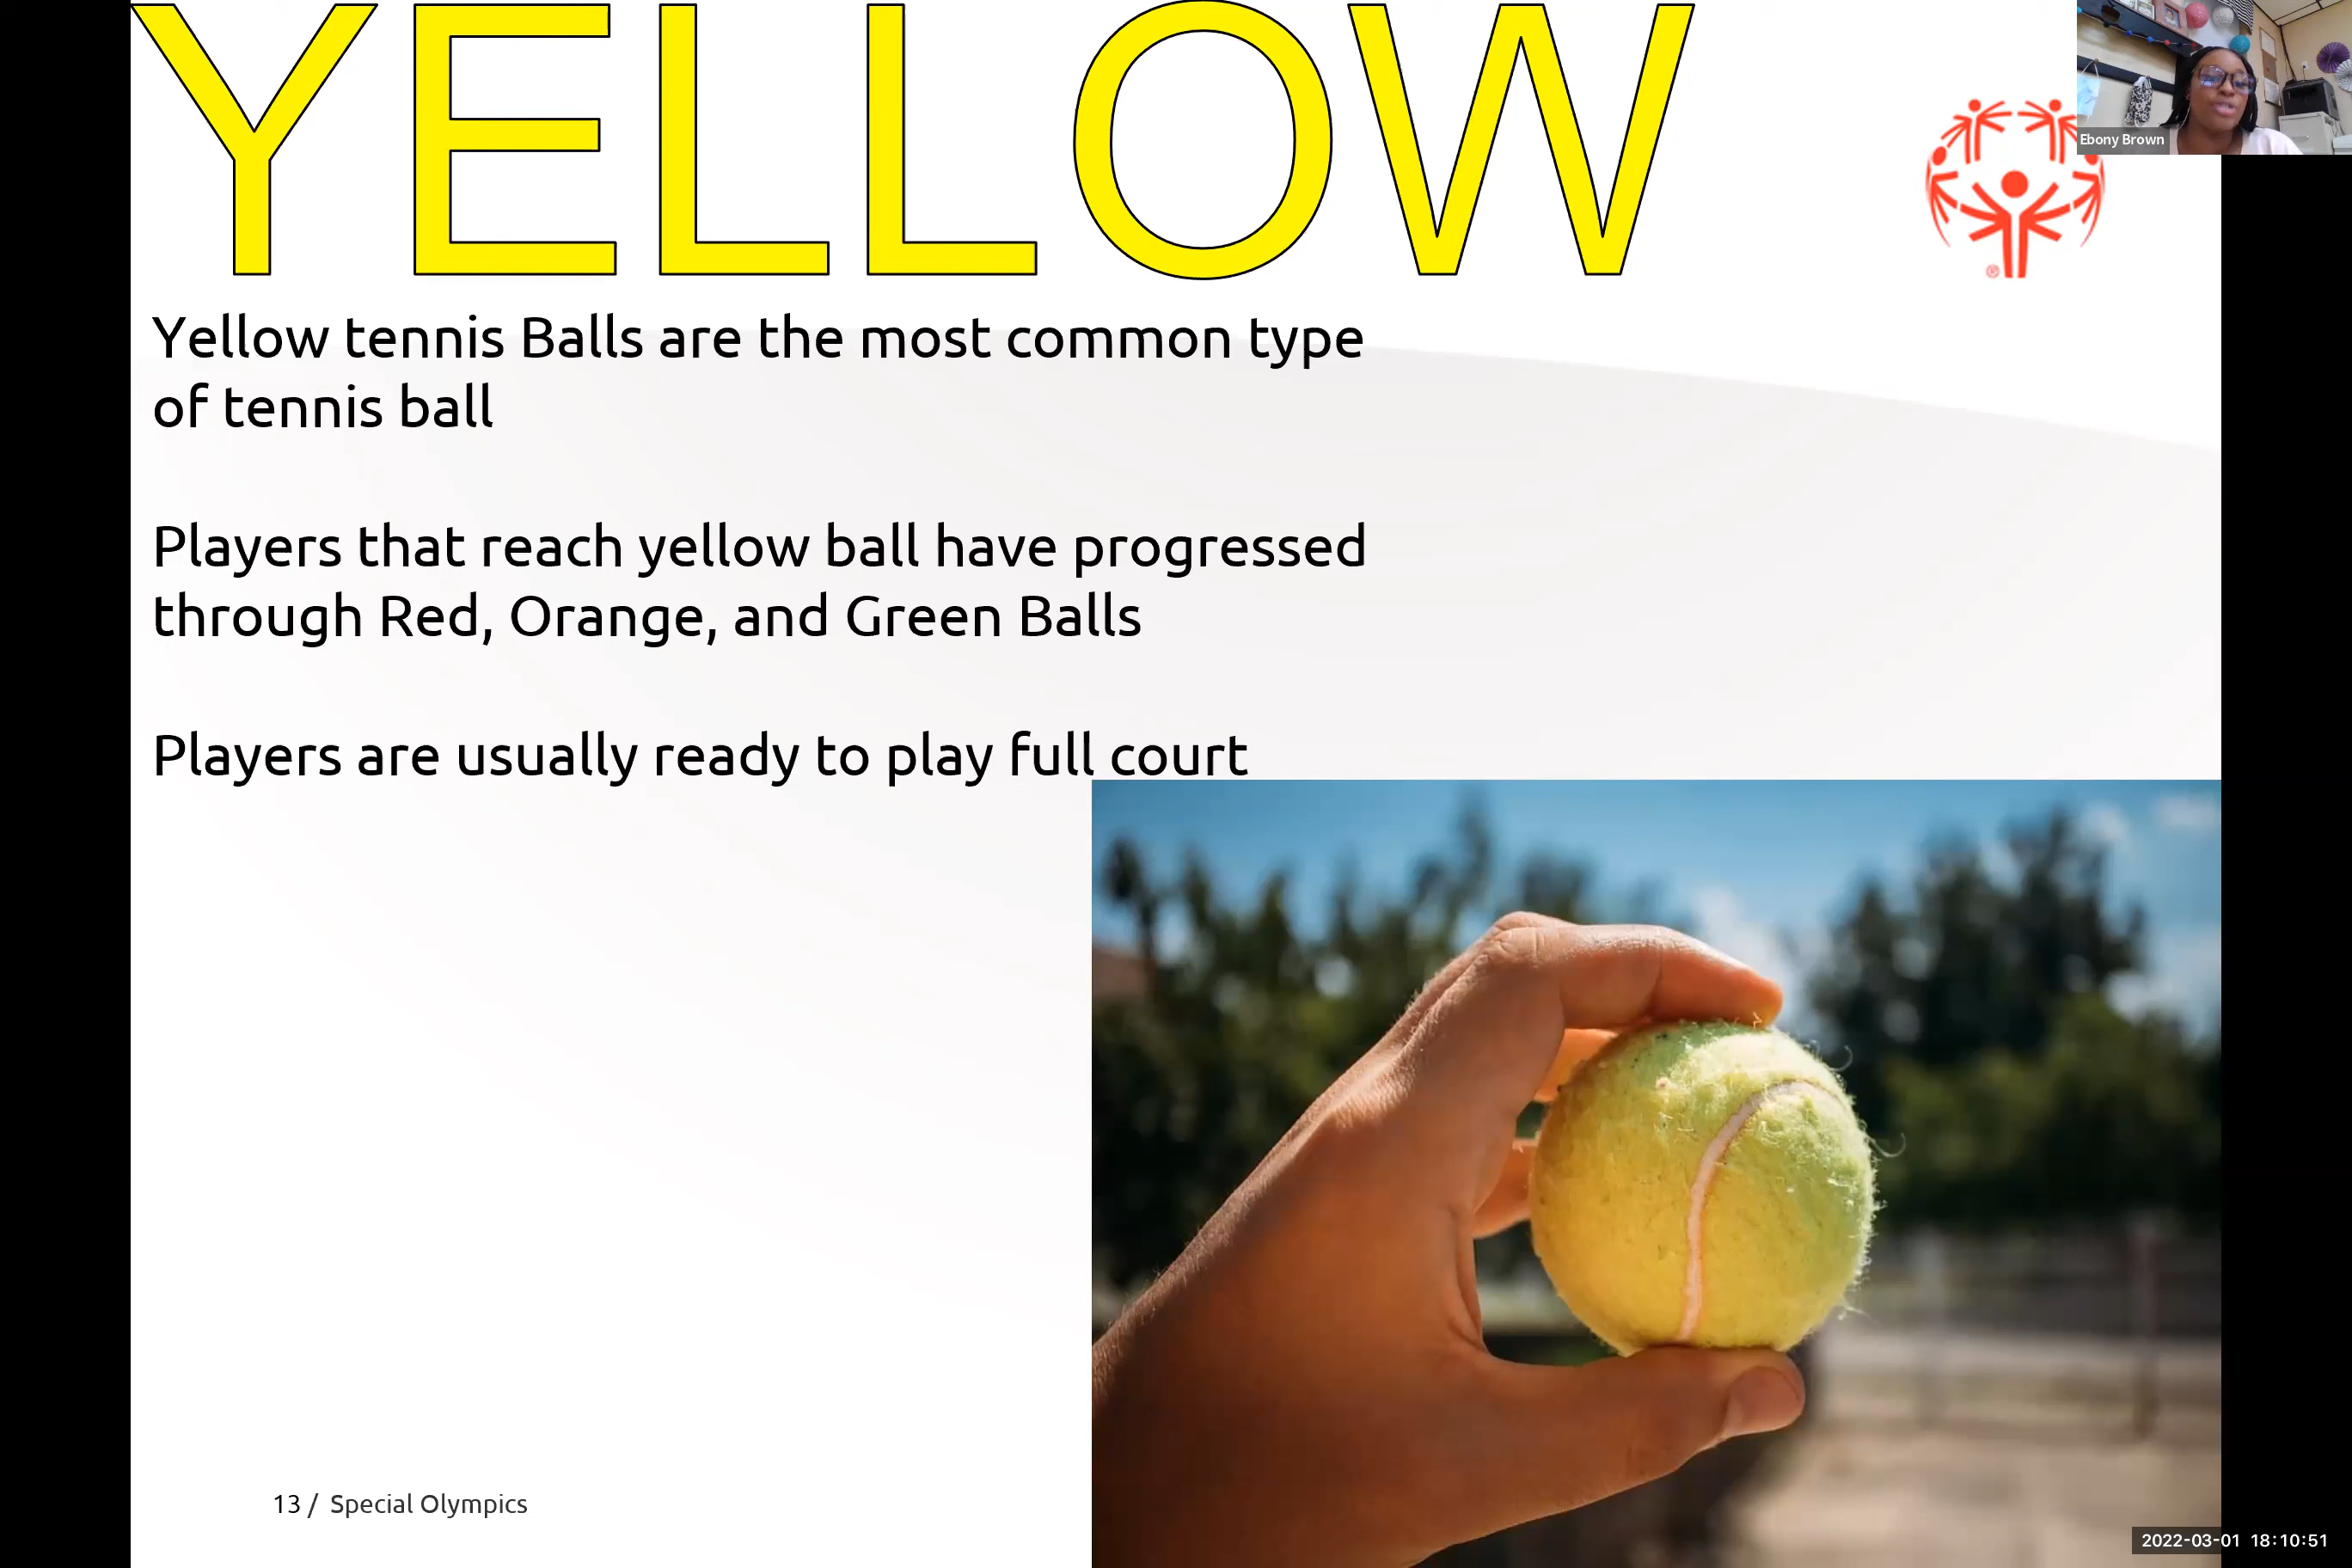 YELLOW
Ebony Brown
®
Yellow tennis Balls are the most common type
of tennis ball
Players that reach yellow ball have progressed
through Red, Orange, and Green Balls
Players are usually ready to play full court
13 / Special Olympics
2022-03-01 18:10:51